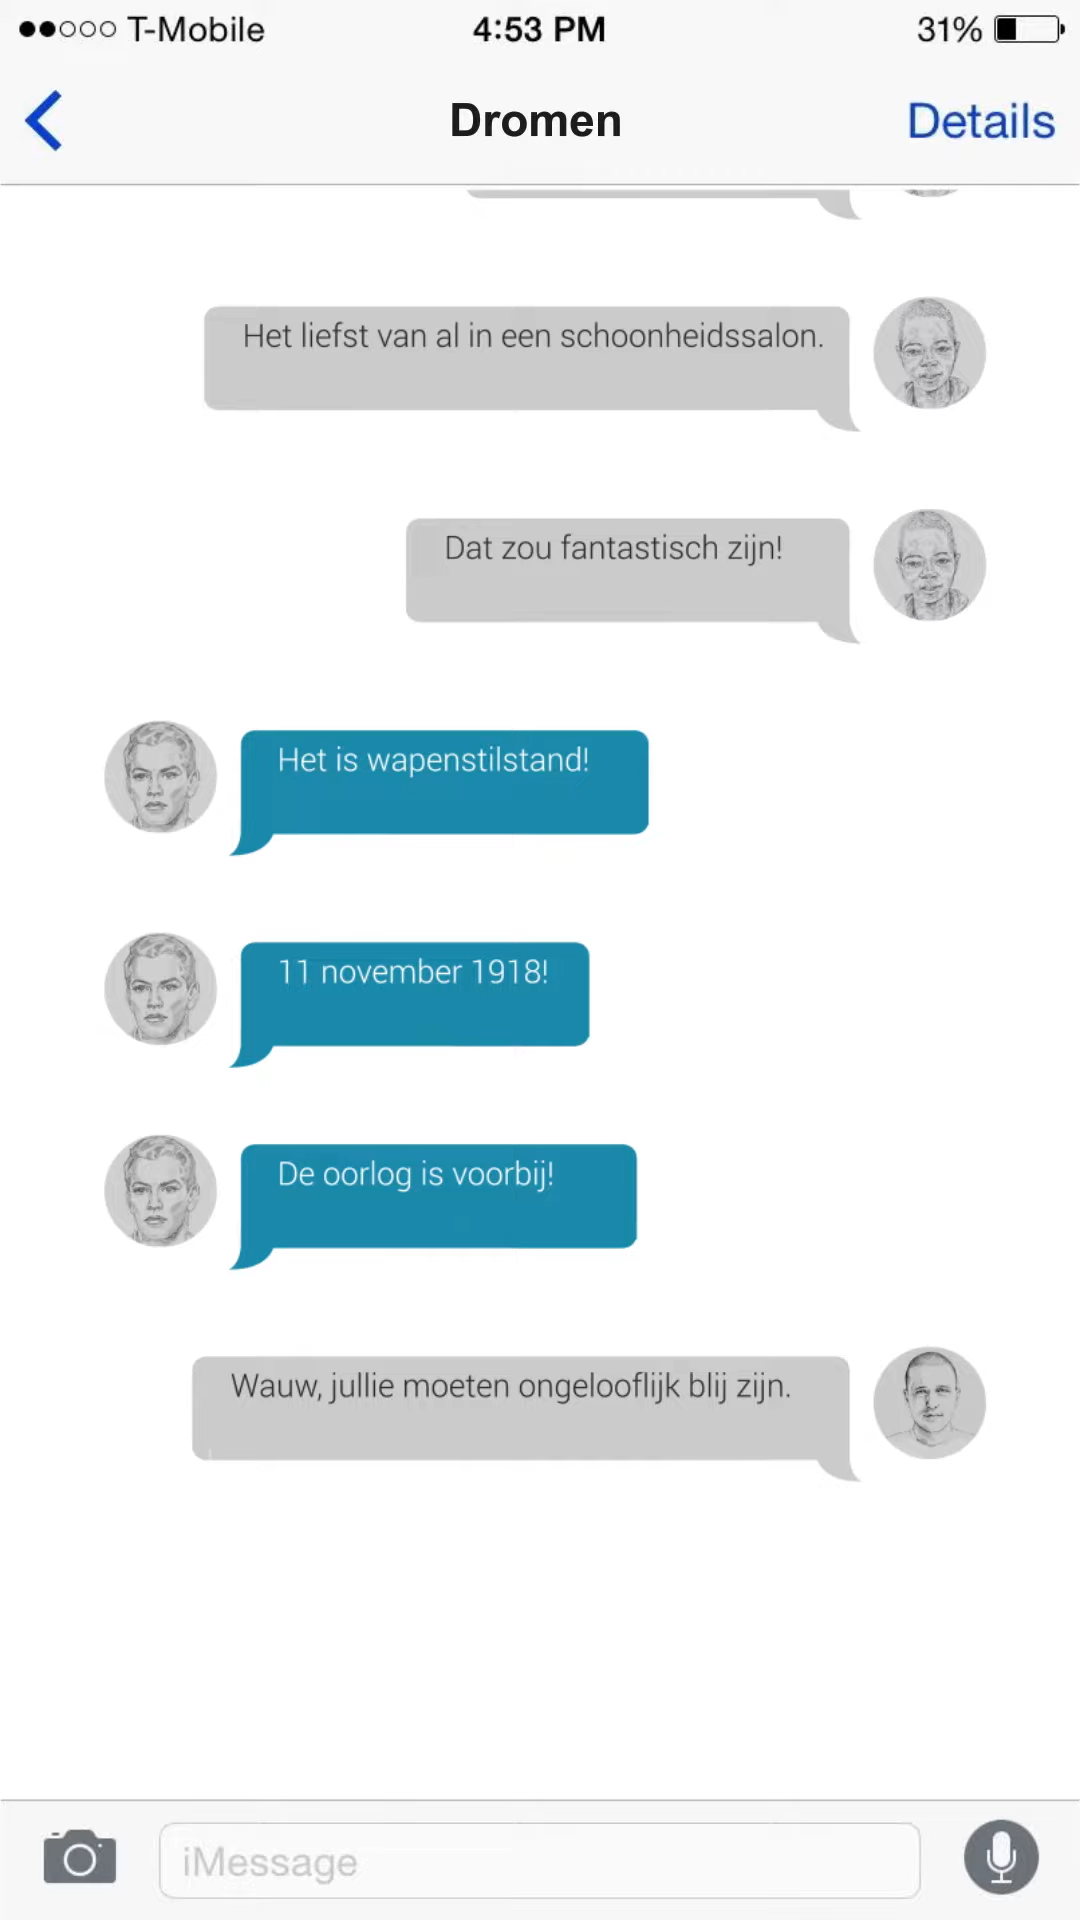 T-Mobile 4:53 PM 31%
Dromen Details
Het liefst van al in een schoonheidssalon.
Dat zou fantastisch zijn!
Het is wapenstilstand!
11 november 1918!
De oorlog is voorbij!
Wauw, jullie moeten ongelooflijk blij zijn.
iMessage